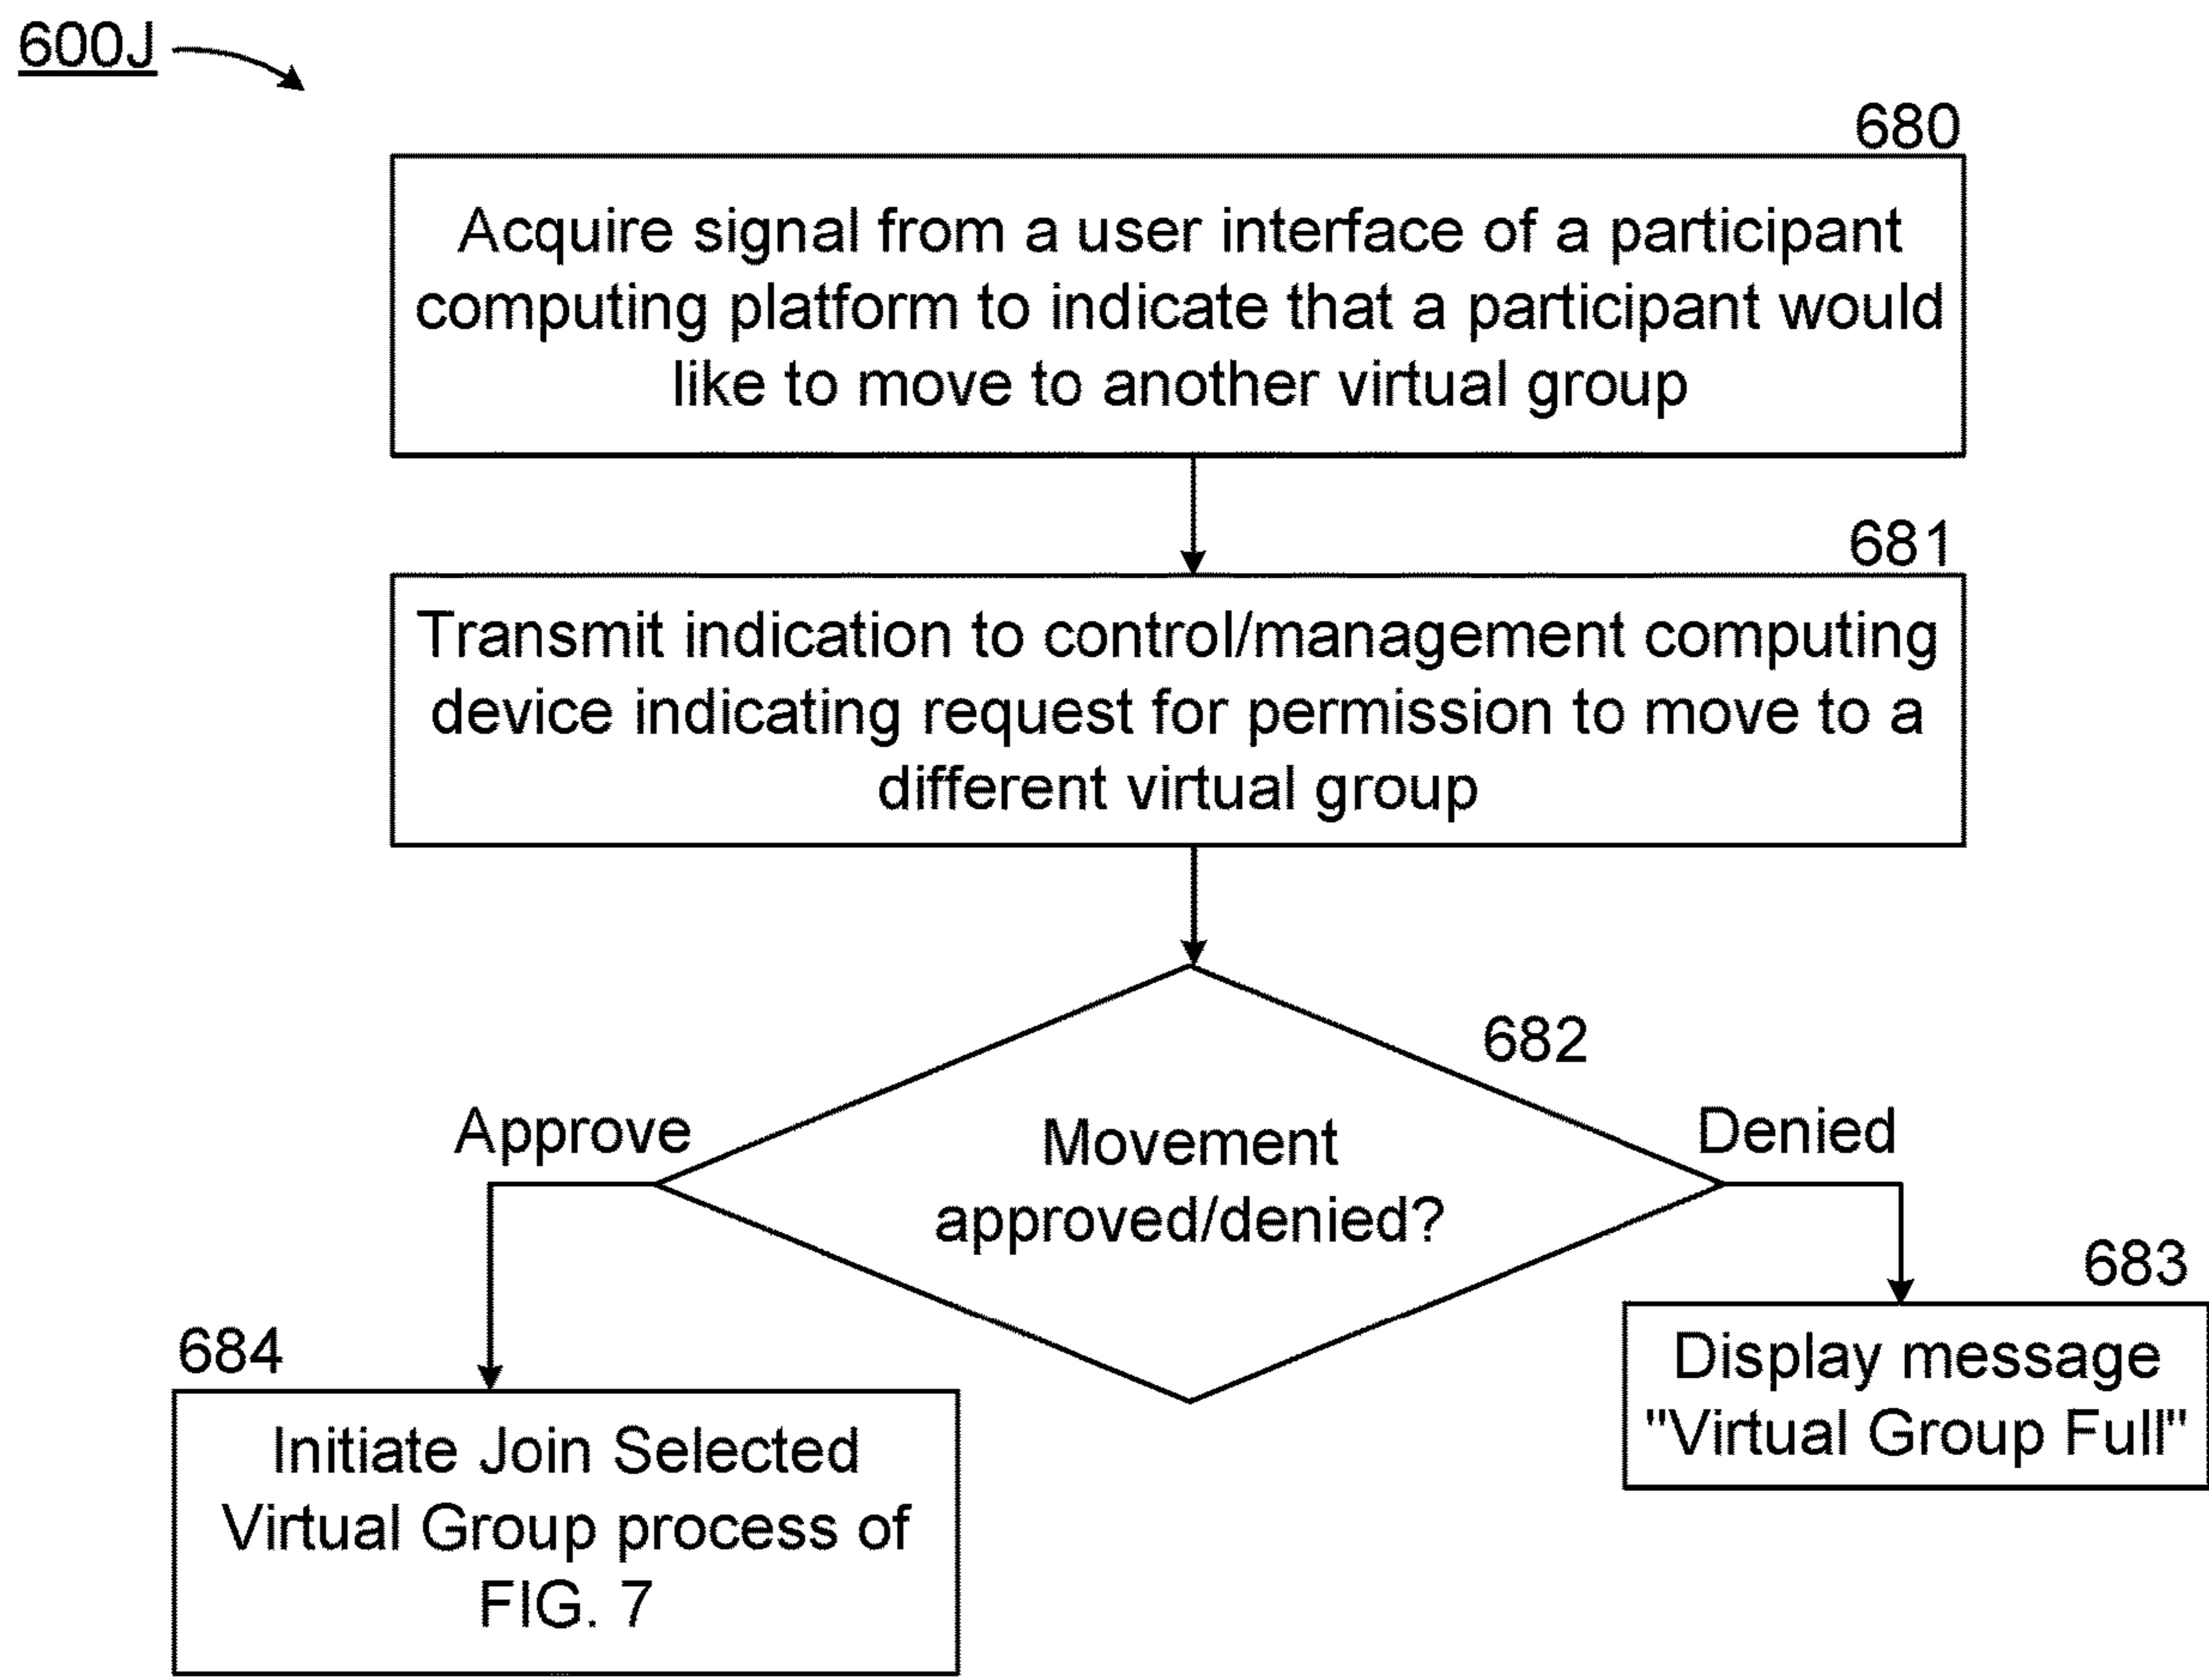 600J
680
Acquire signal from a user interface of a participant
computing platform to indicate that a participant would
like to move to another virtual group
681
Transmit indication to control/management computing
device indicating request for permission to move to a
different virtual group
682
Movement
approved/denied?
Approve
Denied
683
Display message
"Virtual Group Full"
684
Initiate Join Selected
Virtual Group process of
FIG. 7